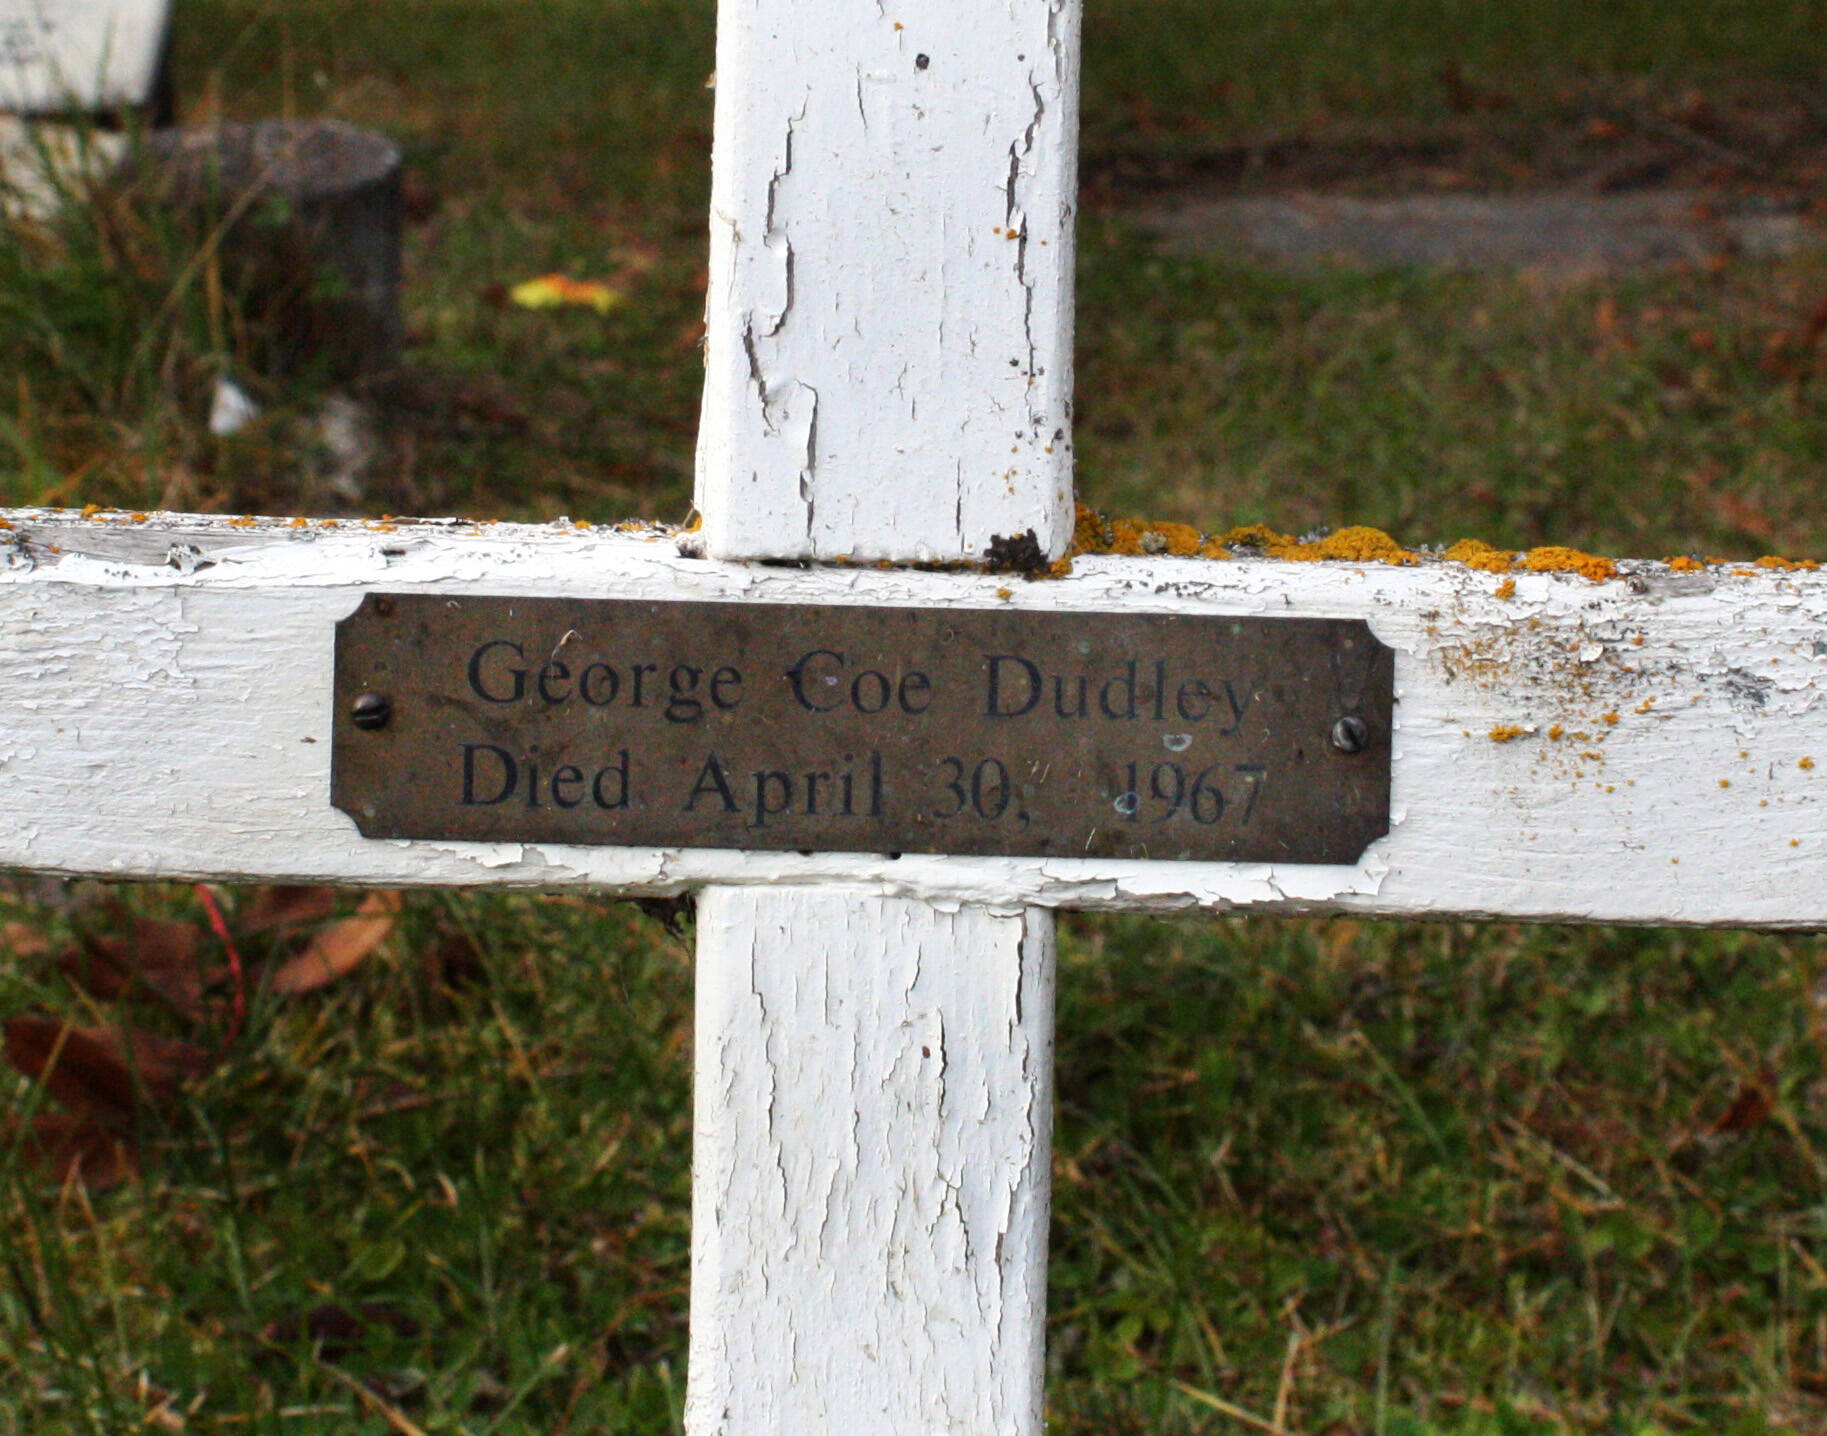 George Coe Dudley
Died April 30, 1967